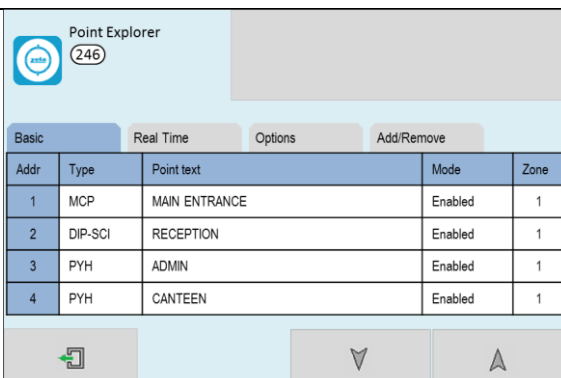 Point Explorer
246
zeta
Basic Real Time Options Add/Remove
Addr Type Point text Mode Zone
1 MCP MAIN ENTRANCE Enabled 1
2 DIP-SCI RECEPTION Enabled 1
3 PYH ADMIN Enabled 1
4 PYH CANTEEN Enabled 1